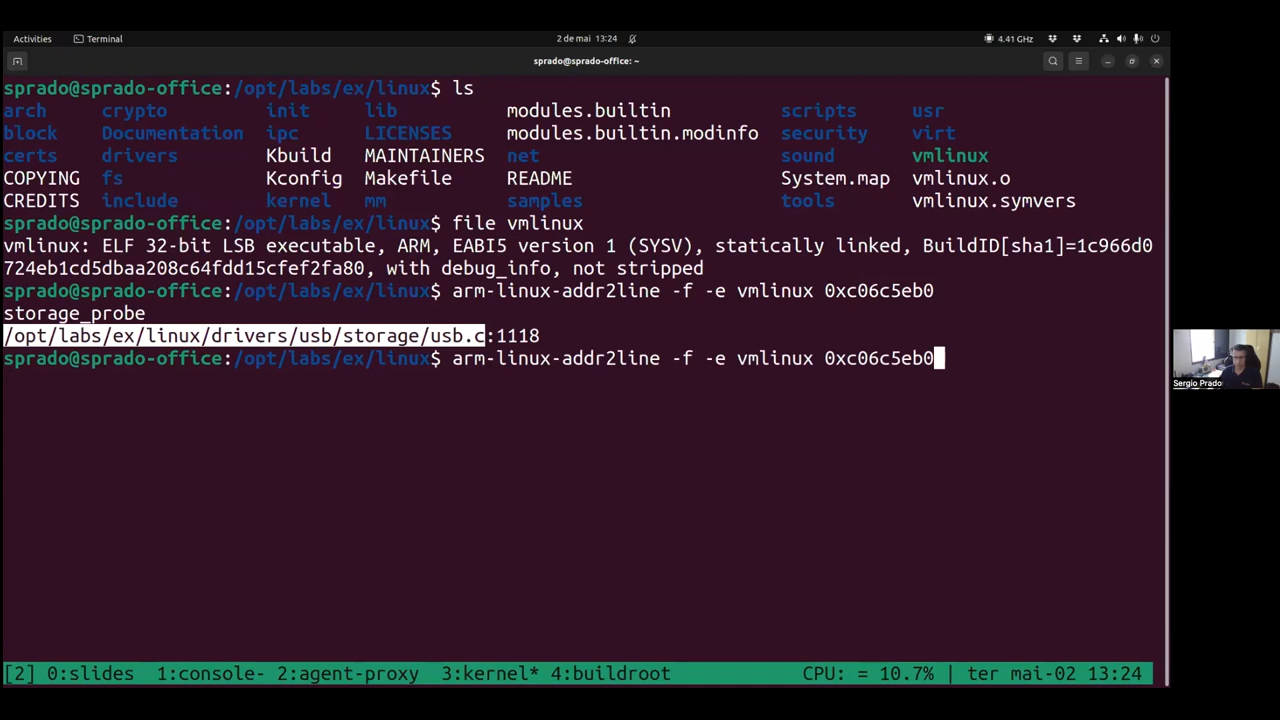 Activities Terminal 2 de mai 13:24 4.41 GHz
sprado@sprado-office: ~
sprado@sprado-office:/opt/labs/ex/linux$ ls
arch crypto init lib modules.builtin scripts usr
block Documentation ipc LICENSES modules.builtin.modinfo security virt
certs drivers Kbuild MAINTAINERS net sound vmlinux
COPYING fs Kconfig Makefile README System.map vmlinux.o
CREDITS include kernel mm samples tools vmlinux.symvers
sprado@sprado-office:/opt/labs/ex/linux$ file vmlinux
vmlinux: ELF 32-bit LSB executable, ARM, EABI5 version 1 (SYSV), statically linked, BuildID[sha1]=1c966d0
724eb1cd5dbaa208c64fdd15cfef2fa80, with debug_info, not stripped
sprado@sprado-office:/opt/labs/ex/linux$ arm-linux-addr2line -f -e vmlinux 0xc06c5eb0
storage_probe
/opt/labs/ex/linux/drivers/usb/storage/usb.c:1118
sprado@sprado-office:/opt/labs/ex/linux$ arm-linux-addr2line -f -e vmlinux 0xc06c5eb0
Sergio Prado
[2] 0:slides 1:console- 2:agent-proxy 3:kernel* 4:buildroot CPU: = 10.7% | ter mai-02 13:24